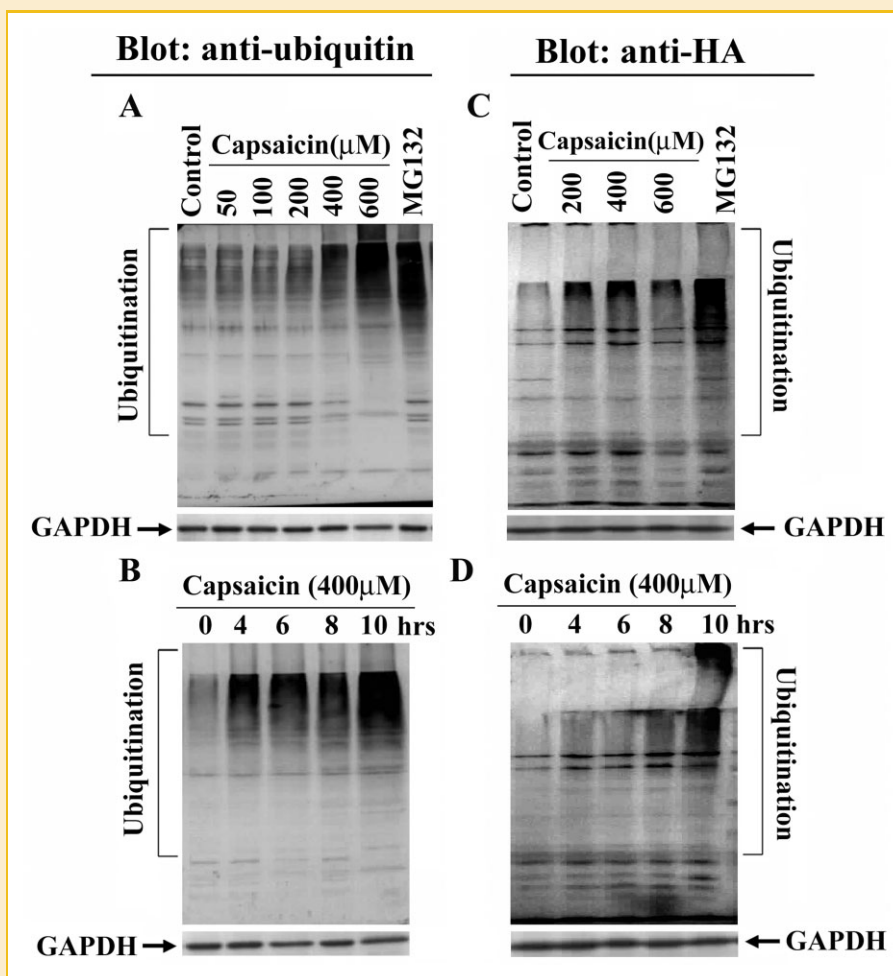 Blot: anti-ubiquitin
A
Control
Capsaicin(μM)
50
100
200
400
600
MG132
Ubiquitination
GAPDH
B
Capsaicin (400μM)
0 4 6 8 10 hrs
Ubiquitination
GAPDH
Blot: anti-HA
C
Control
Capsaicin(μM)
200
400
600
MG132
Ubiquitination
GAPDH
D
Capsaicin (400μM)
0 4 6 8 10 hrs
Ubiquitination
GAPDH